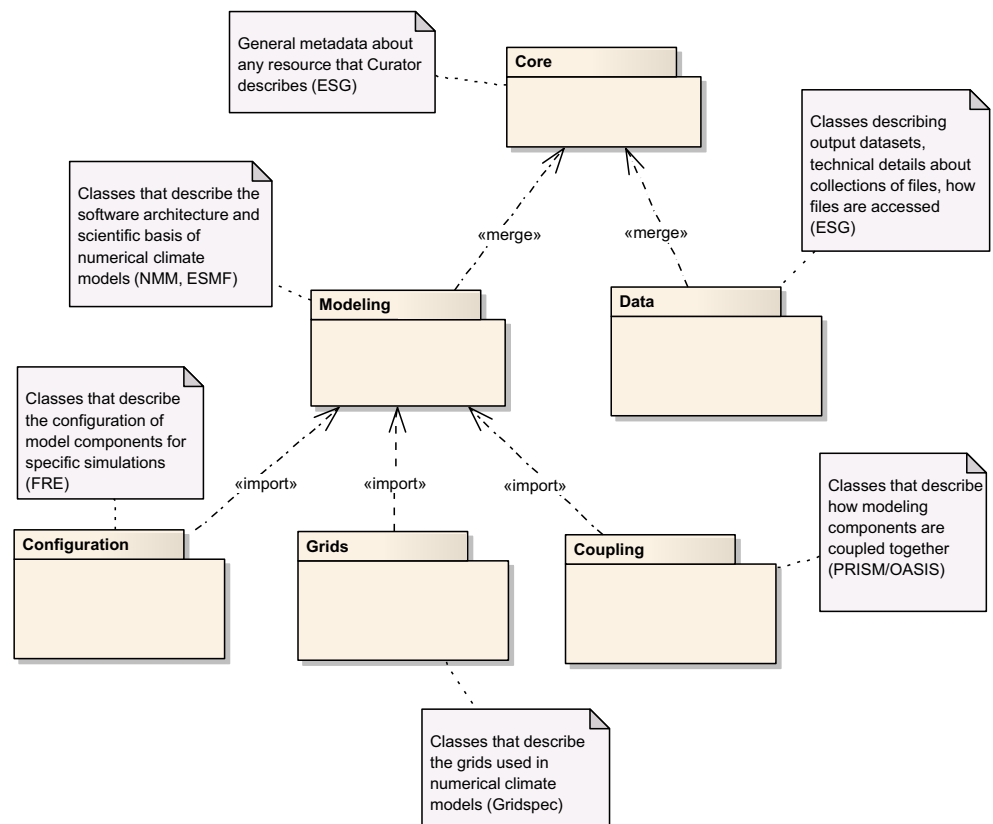 General metadata about
any resource that Curator
describes (ESG)
Core
Classes describing
output datasets,
technical details about
collections of files, how
files are accessed
(ESG)
Classes that describe the
software architecture and
scientific basis of
numerical climate
models (NMM, ESMF)
«merge»
«merge»
Modeling
Data
Classes that describe
the configuration of
model components for
specific simulations
(FRE)
«import»
«import»
«import»
Classes that describe
how modeling
components are
coupled together
(PRISM/OASIS)
Configuration
Grids
Coupling
Classes that describe
the grids used in
numerical climate
models (Gridspec)